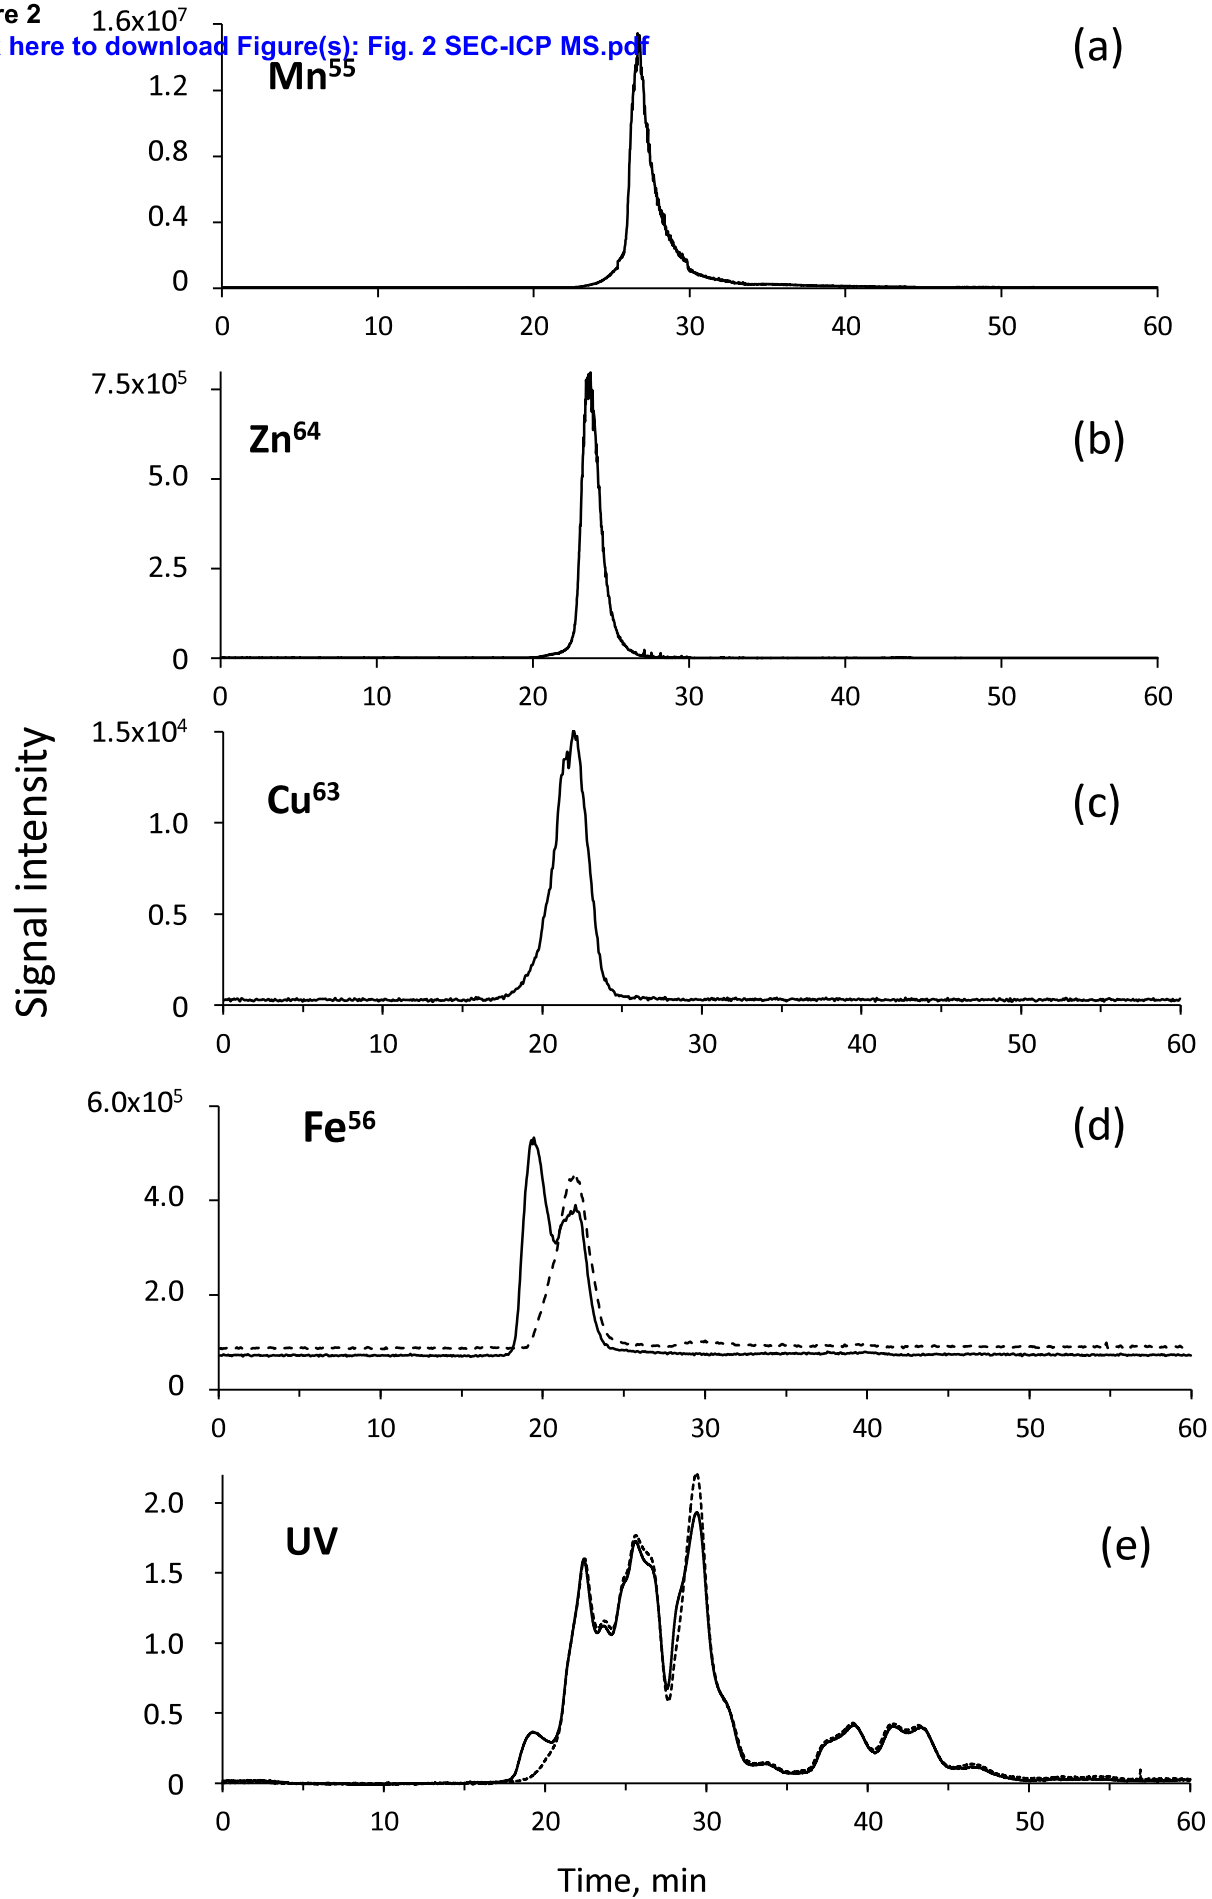 re 2
here to download Figure(s): Fig. 2 SEC-ICP MS.pdf
1.6x10⁷
Mn⁵⁵
(a)
1.2
0.8
0.4
0
0 10 20 30 40 50 60
7.5x10⁵
Zn⁶⁴
(b)
5.0
2.5
0
0 10 20 30 40 50 60
Signal intensity
1.5x10⁴
Cu⁶³
(c)
1.0
0.5
0
0 10 20 30 40 50 60
6.0x10⁵
Fe⁵⁶
(d)
4.0
2.0
0
0 10 20 30 40 50 60
2.0
UV
(e)
1.5
1.0
0.5
0
0 10 20 30 40 50 60
Time, min